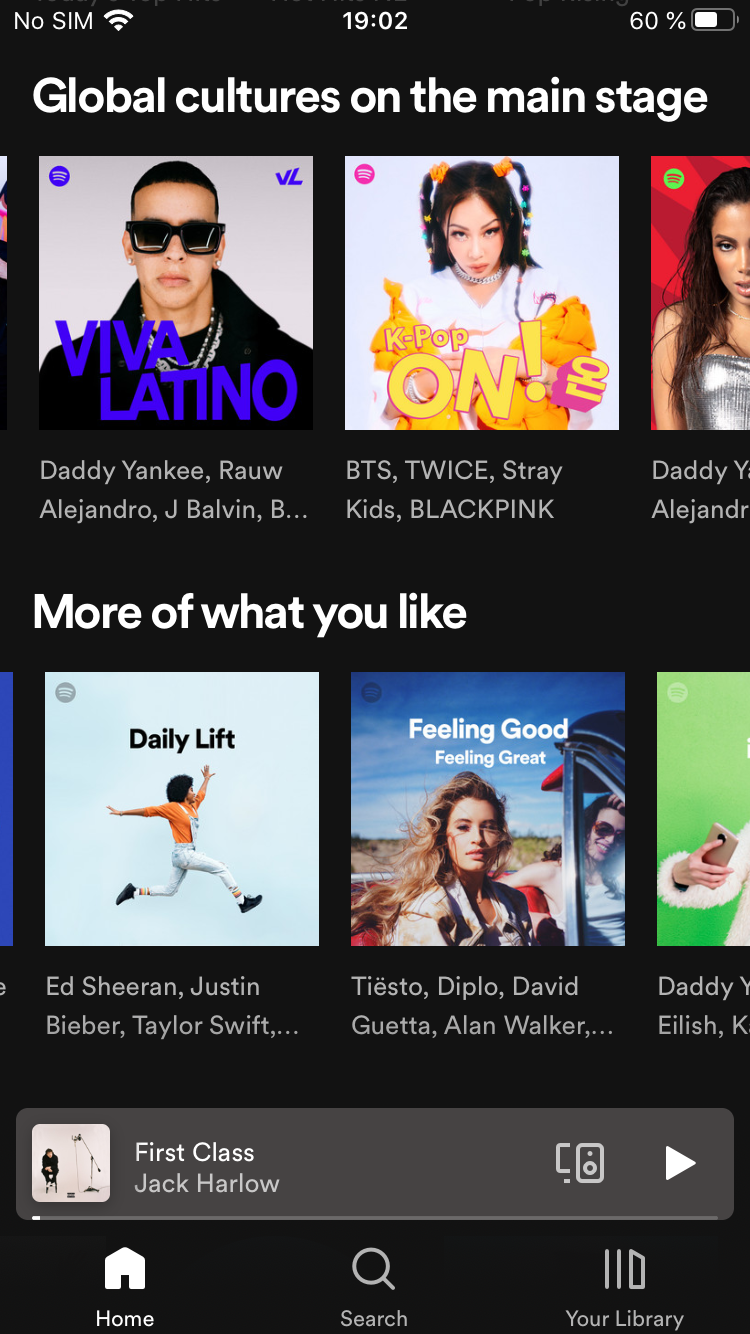 No SIM 19:02 60 %
Global cultures on the main stage
VL
VIVA
LATINO
K-Pop
ON!
온
Daddy Yankee, Rauw
Alejandro, J Balvin, B...
BTS, TWICE, Stray
Kids, BLACKPINK
Daddy Ya
Alejandr
More of what you like
Daily Lift
Feeling Good
Feeling Great
e
Ed Sheeran, Justin
Bieber, Taylor Swift,...
Tiësto, Diplo, David
Guetta, Alan Walker,...
Daddy Y
Eilish, Ka
First Class
Jack Harlow
Home
Search
Your Library